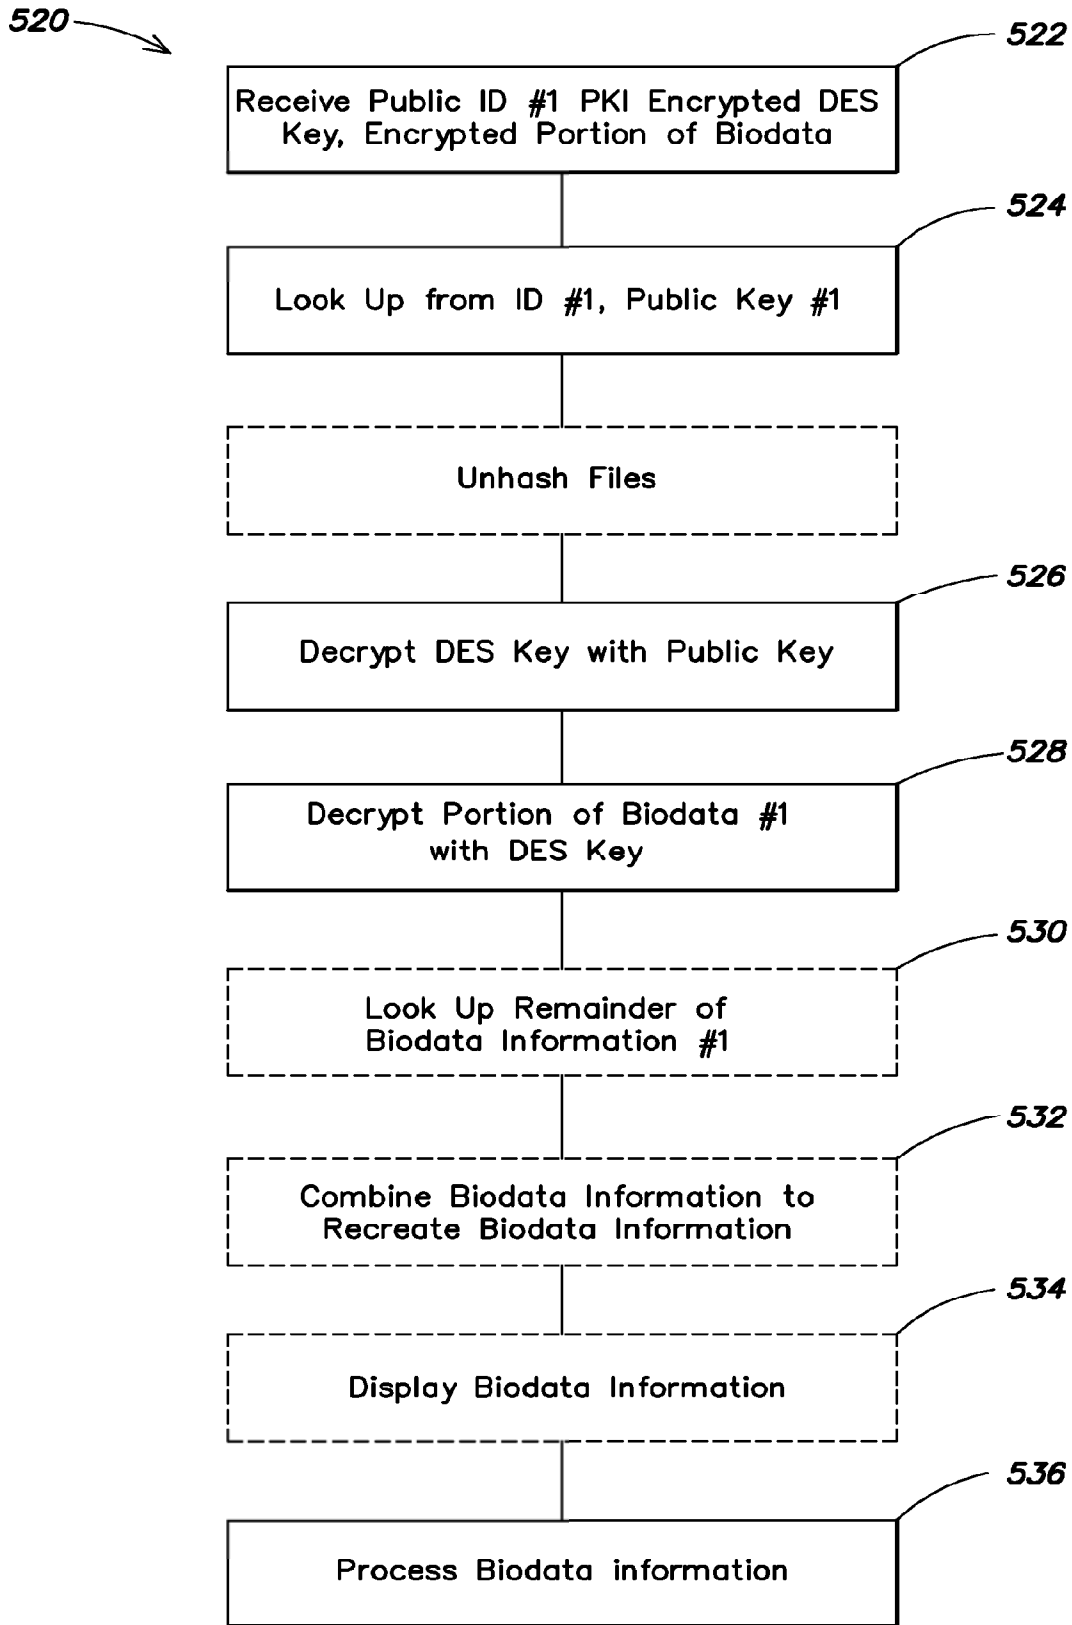 520
522
Receive Public ID #1 PKI Encrypted DES
Key, Encrypted Portion of Biodata
524
Look Up from ID #1, Public Key #1
Unhash Files
526
Decrypt DES Key with Public Key
528
Decrypt Portion of Biodata #1
with DES Key
530
Look Up Remainder of
Biodata Information #1
532
Combine Biodata Information to
Recreate Biodata Information
534
Display Biodata Information
536
Process Biodata information